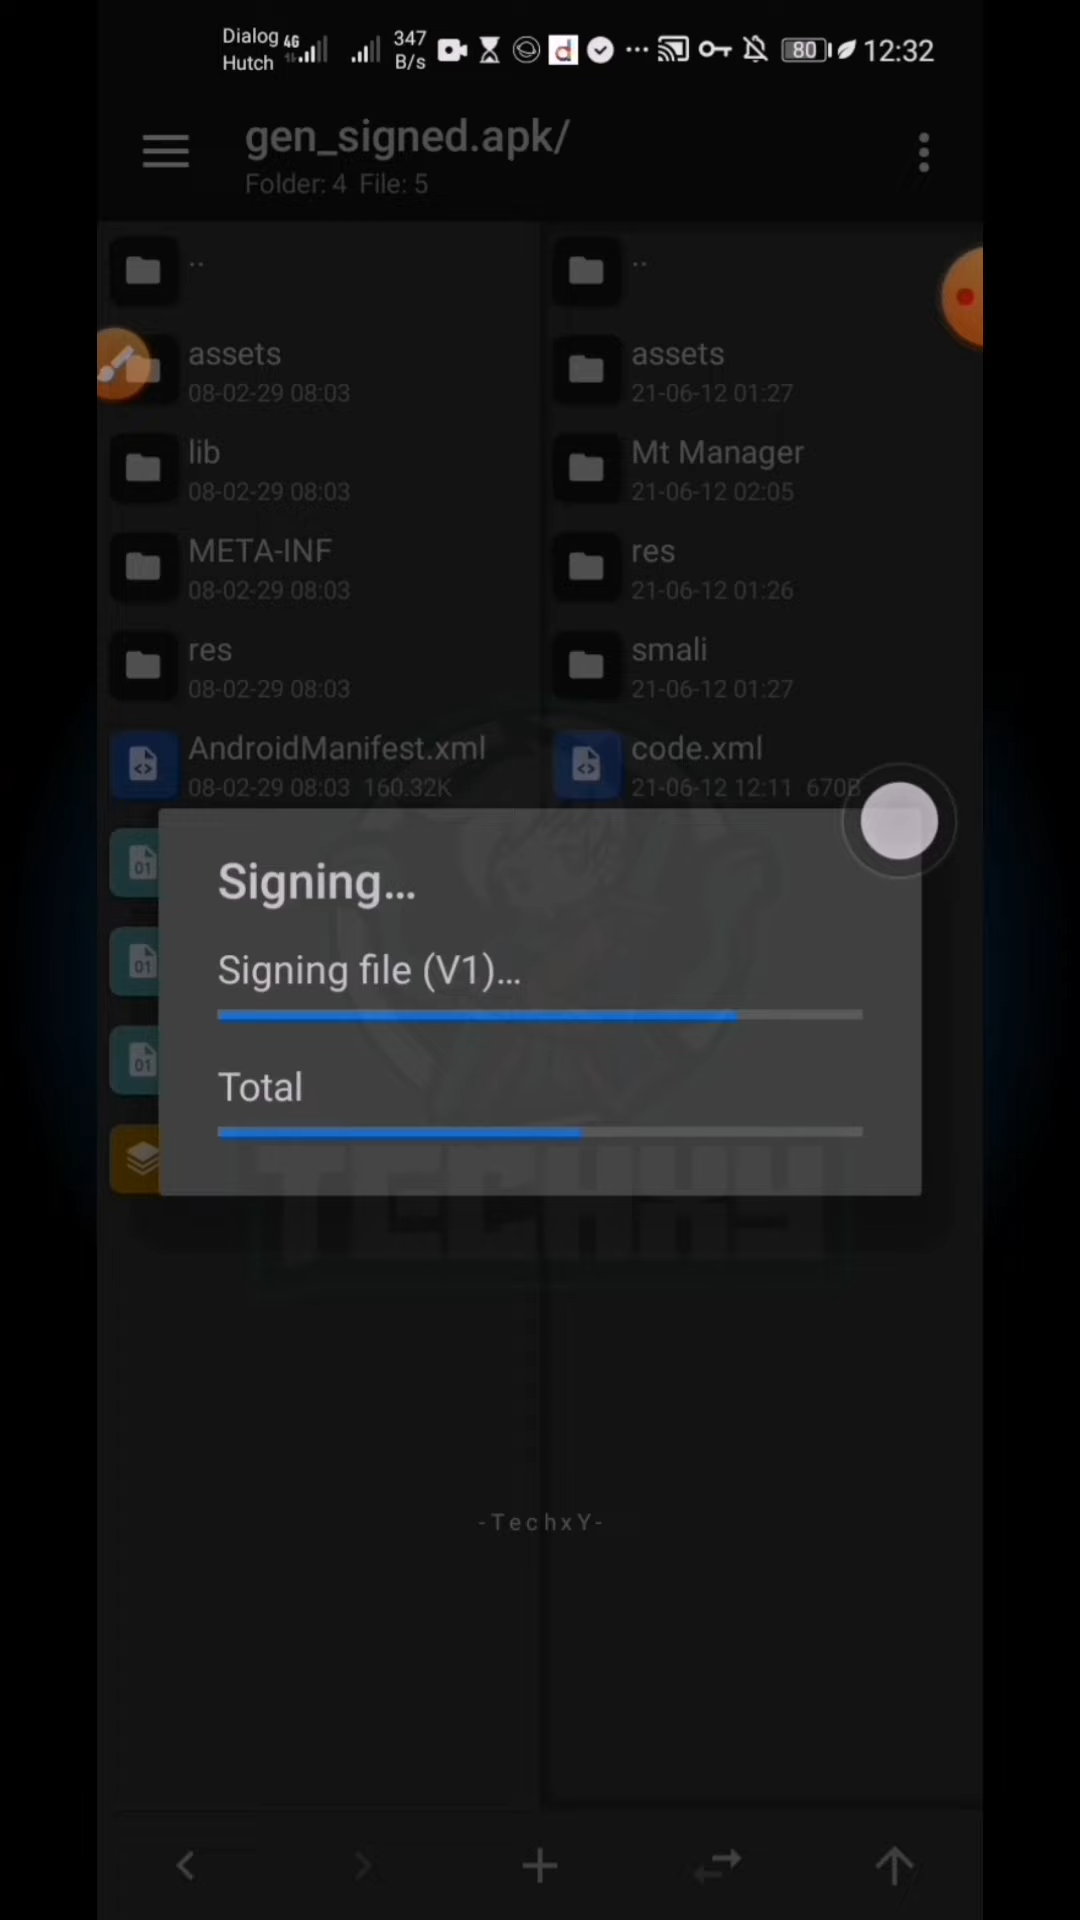 Dialog 4G 347 80 12:32
Hutch B/s
gen_signed.apk/
Folder: 4 File: 5
..
assets
08-02-29 08:03
lib
08-02-29 08:03
META-INF
08-02-29 08:03
res
08-02-29 08:03
AndroidManifest.xml
08-02-29 08:03 160.32K
01
01
01
..
assets
21-06-12 01:27
Mt Manager
21-06-12 02:05
res
21-06-12 01:26
smali
21-06-12 01:27
code.xml
21-06-12 12:11 670B
Signing...
Signing file (V1)...
Total
TECHXY
-TechxY-